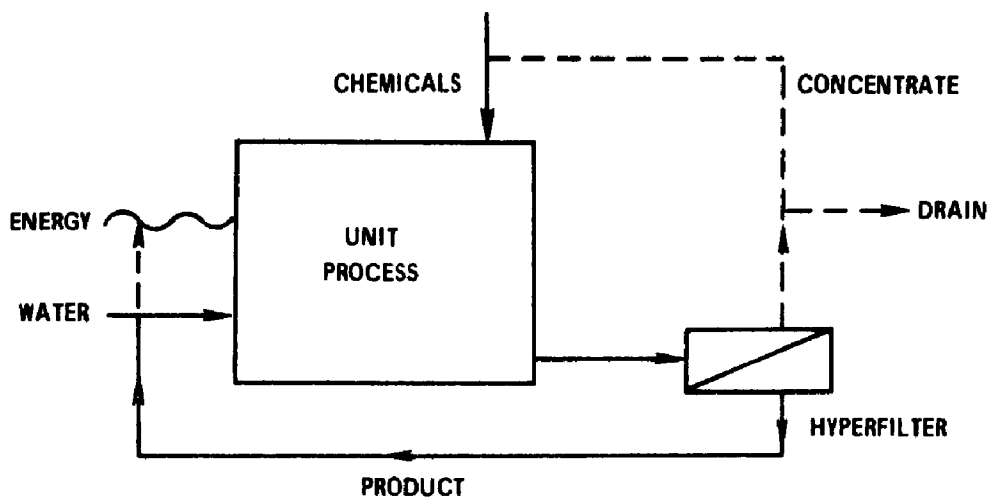 CHEMICALS
CONCENTRATE
ENERGY
DRAIN
UNIT
PROCESS
WATER
HYPERFILTER
PRODUCT